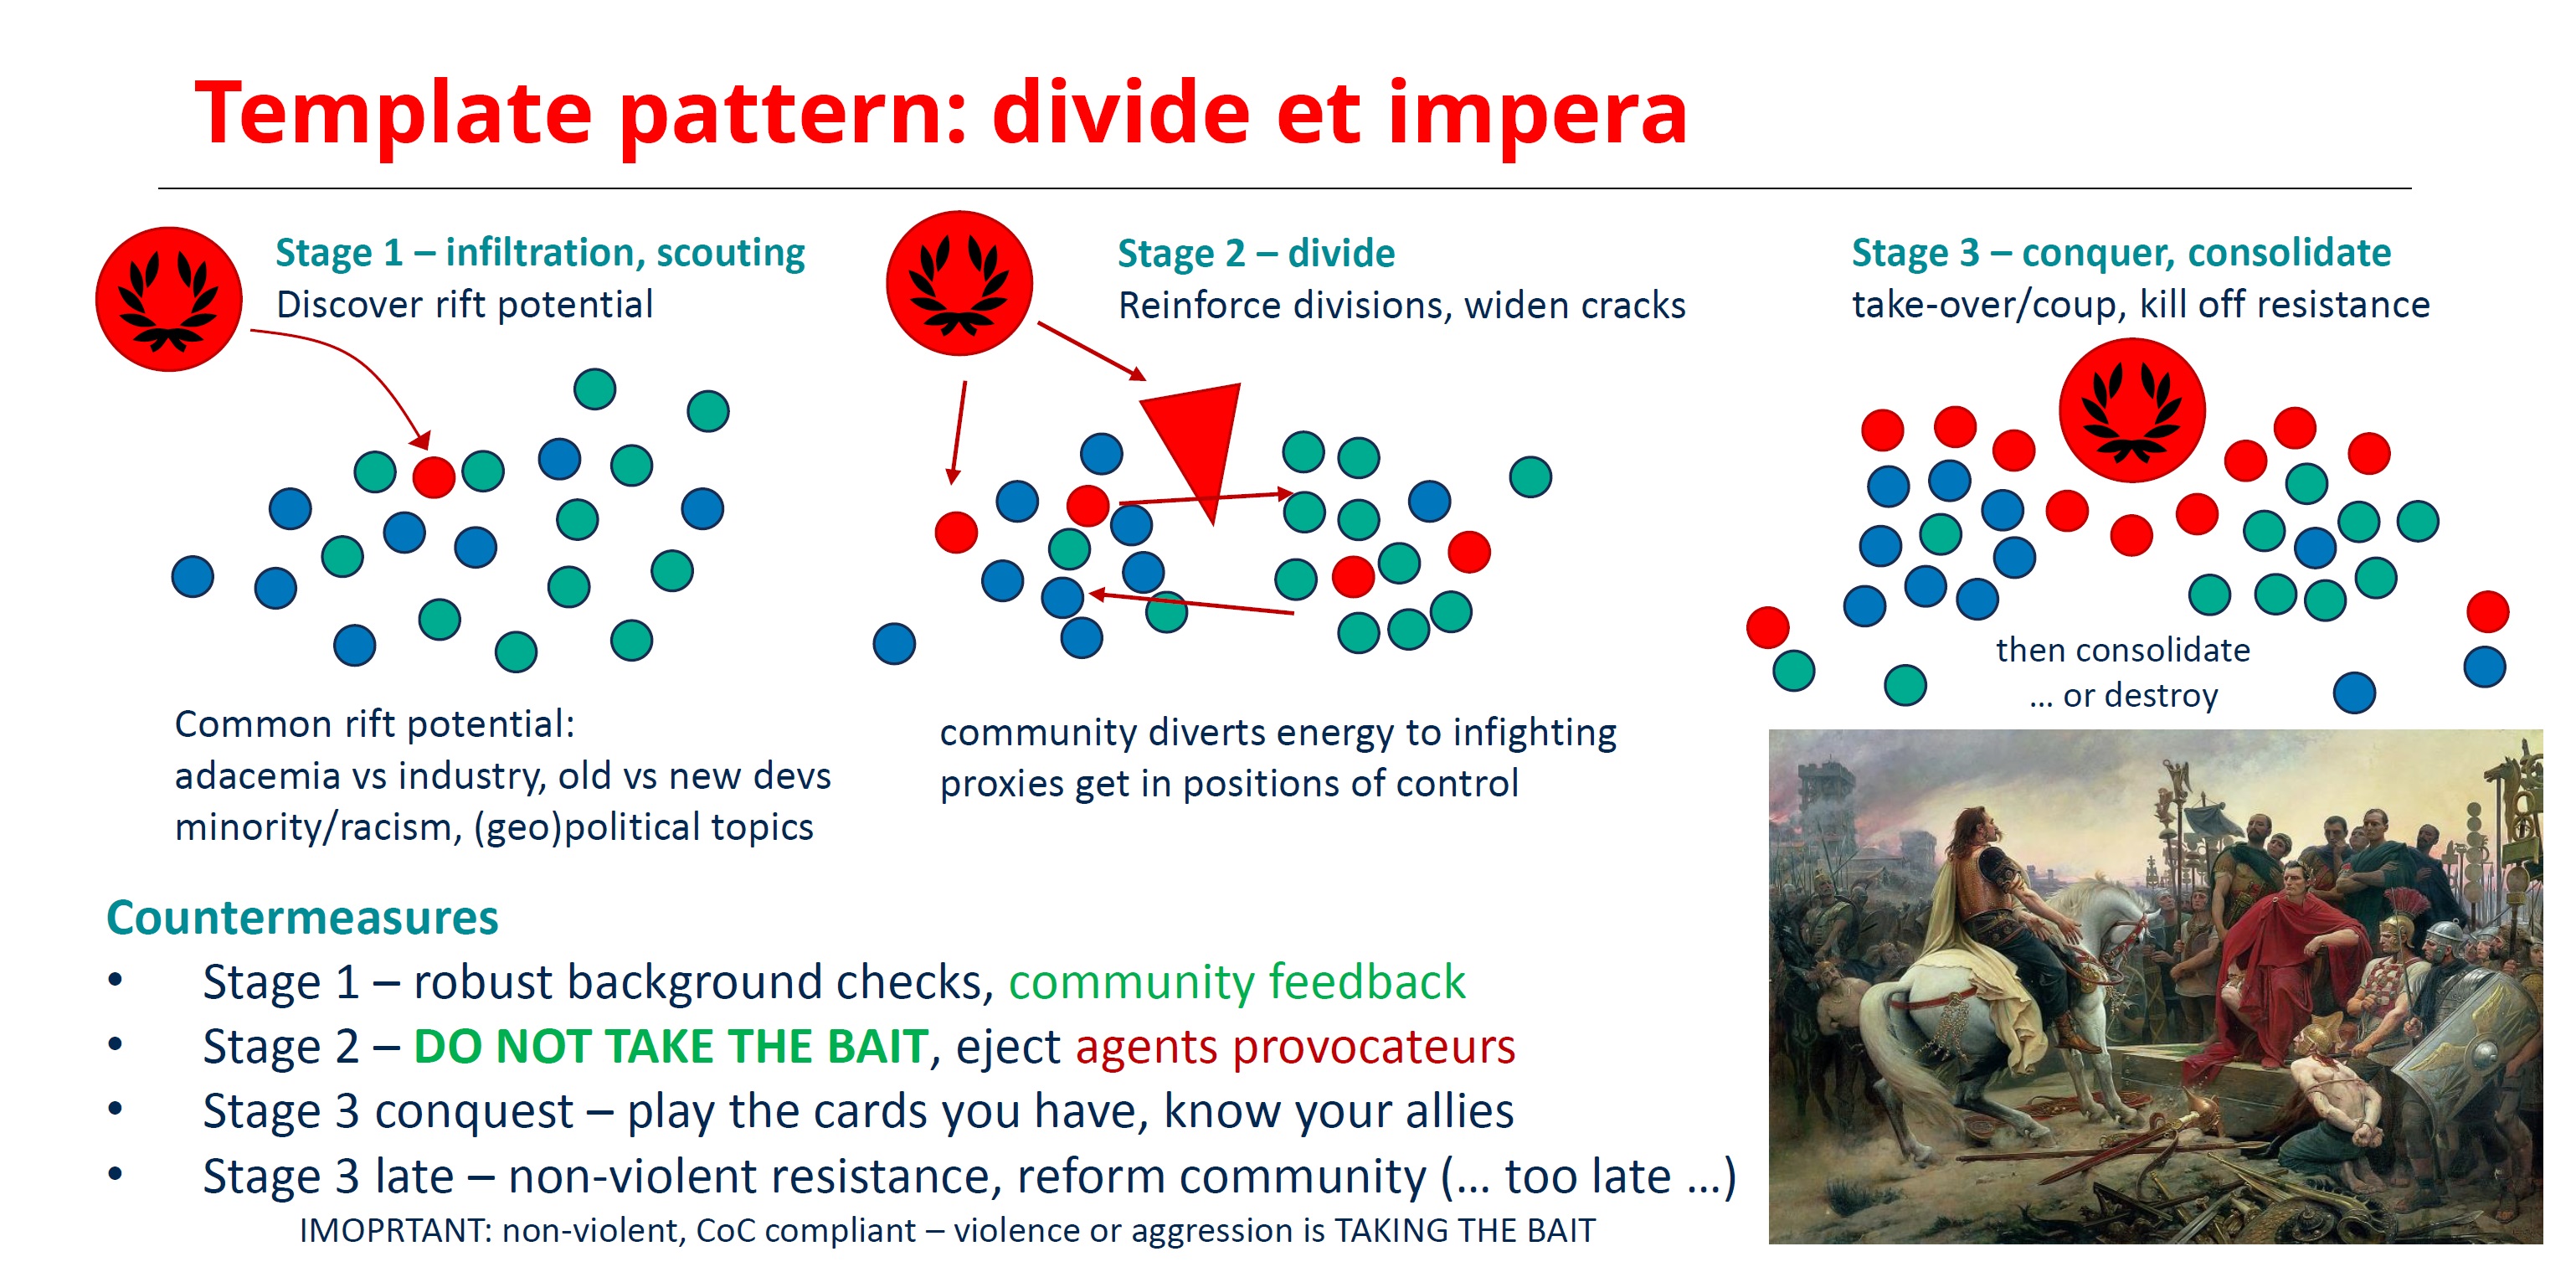 Template pattern: divide et impera
Stage 1 – infiltration, scouting
Discover rift potential
Common rift potential:
adacemia vs industry, old vs new devs
minority/racism, (geo)political topics
Stage 2 – divide
Reinforce divisions, widen cracks
community diverts energy to infighting
proxies get in positions of control
Stage 3 – conquer, consolidate
take-over/coup, kill off resistance
then consolidate
... or destroy
Countermeasures
• Stage 1 – robust background checks, community feedback
• Stage 2 – DO NOT TAKE THE BAIT, eject agents provocateurs
• Stage 3 conquest – play the cards you have, know your allies
• Stage 3 late – non-violent resistance, reform community (... too late ...)
IMOPRTANT: non-violent, CoC compliant – violence or aggression is TAKING THE BAIT